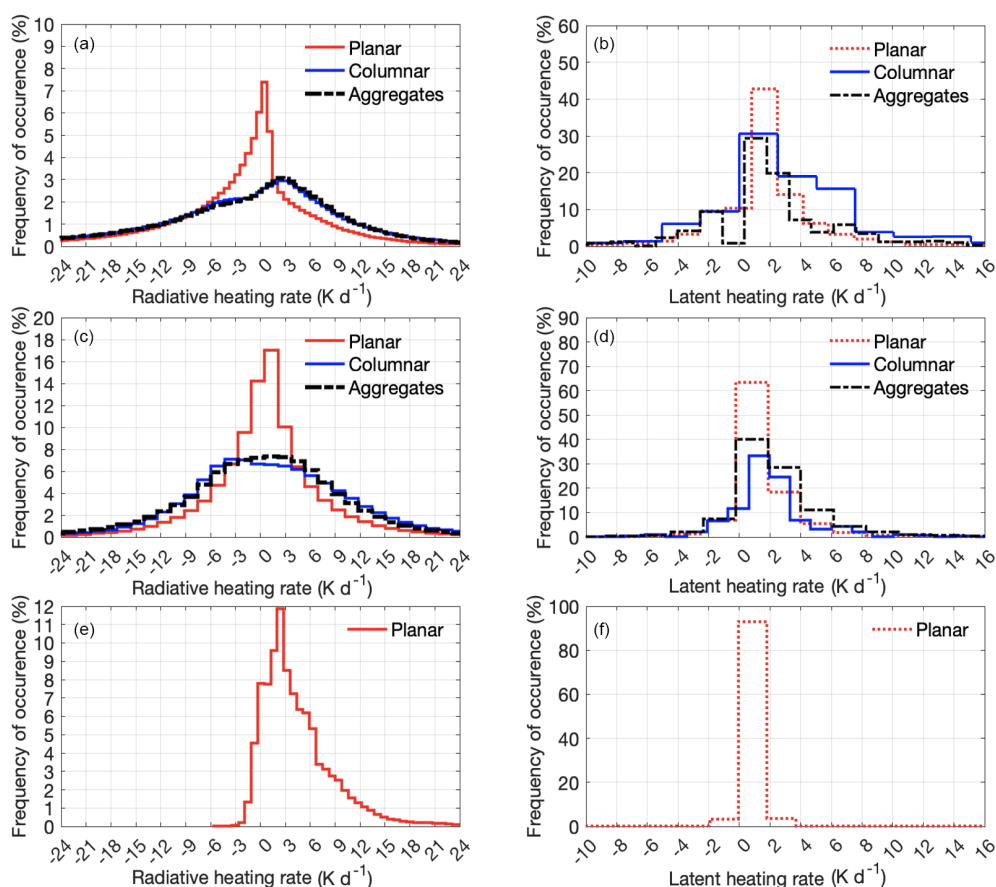 Frequency of occurence (%)
10
9
8
7
6
5
4
3
2
1
0
(a)
Planar
Columnar
Aggregates
-24 -21 -18 -15 -12 -9 -6 -3 0 3 6 9 12 15 18 21 24
Radiative heating rate (K d⁻¹)
Frequency of occurence (%)
60
50
40
30
20
10
0
(b)
Planar
Columnar
Aggregates
-10 -8 -6 -4 -2 0 2 4 6 8 10 12 14 16
Latent heating rate (K d⁻¹)
Frequency of occurence (%)
20
18
16
14
12
10
8
6
4
2
0
(c)
Planar
Columnar
Aggregates
-24 -21 -18 -15 -12 -9 -6 -3 0 3 6 9 12 15 18 21 24
Radiative heating rate (K d⁻¹)
Frequency of occurence (%)
90
80
70
60
50
40
30
20
10
0
(d)
Planar
Columnar
Aggregates
-10 -8 -6 -4 -2 0 2 4 6 8 10 12 14 16
Latent heating rate (K d⁻¹)
Frequency of occurence (%)
12
11
10
9
8
7
6
5
4
3
2
1
0
(e)
Planar
-24 -21 -18 -15 -12 -9 -6 -3 0 3 6 9 12 15 18 21 24
Radiative heating rate (K d⁻¹)
Frequency of occurence (%)
100
80
60
40
20
0
(f)
Planar
-10 -8 -6 -4 -2 0 2 4 6 8 10 12 14 16
Latent heating rate (K d⁻¹)